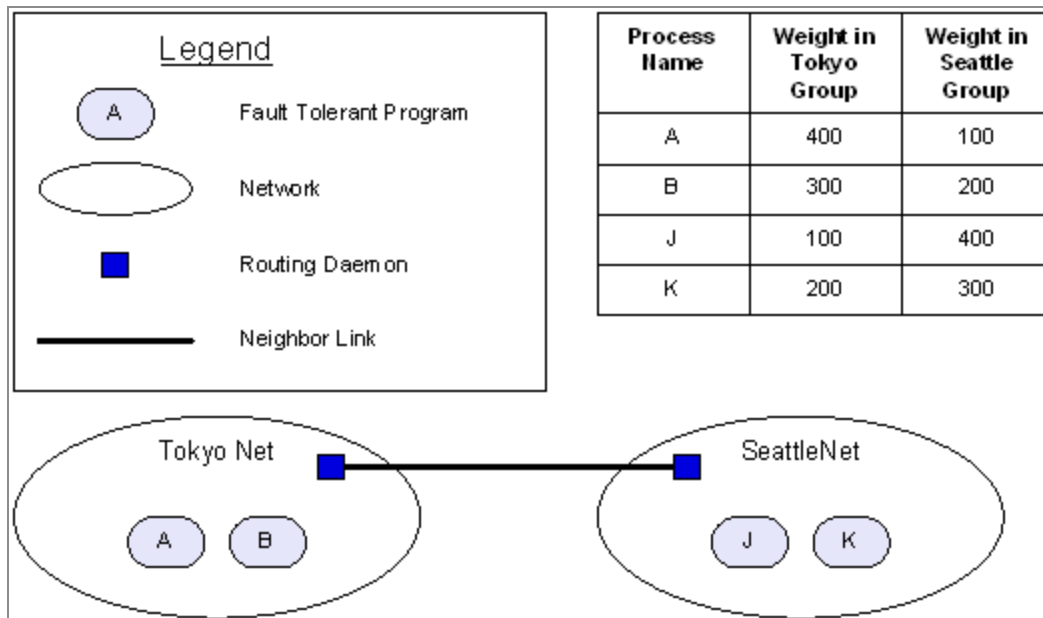 Legend
A
Fault Tolerant Program
Network
Routing Daemon
Neighbor Link
Process Name
Weight in Tokyo Group
Weight in Seattle Group
A 400 100
B 300 200
J 100 400
K 200 300
Tokyo Net
A B
SeattleNet
J K